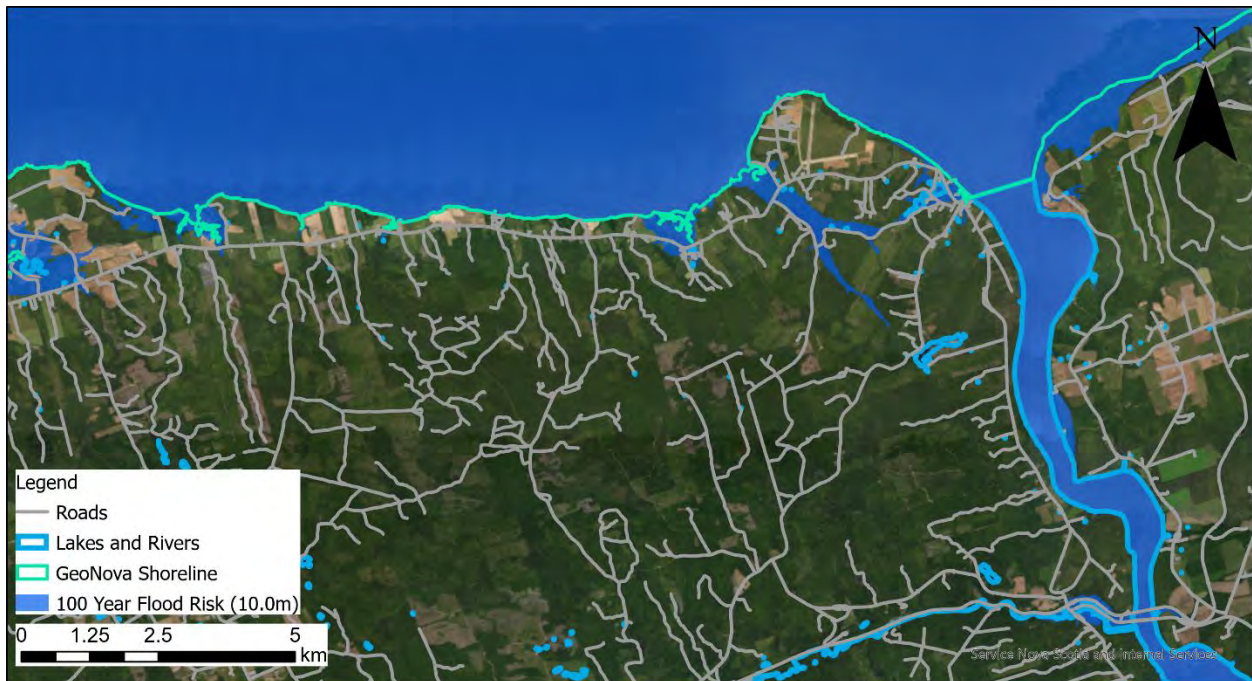 N
Legend
Roads
Lakes and Rivers
GeoNova Shoreline
100 Year Flood Risk (10.0m)
0 1.25 2.5 5
km
Service Nova Scotia and Internal Services